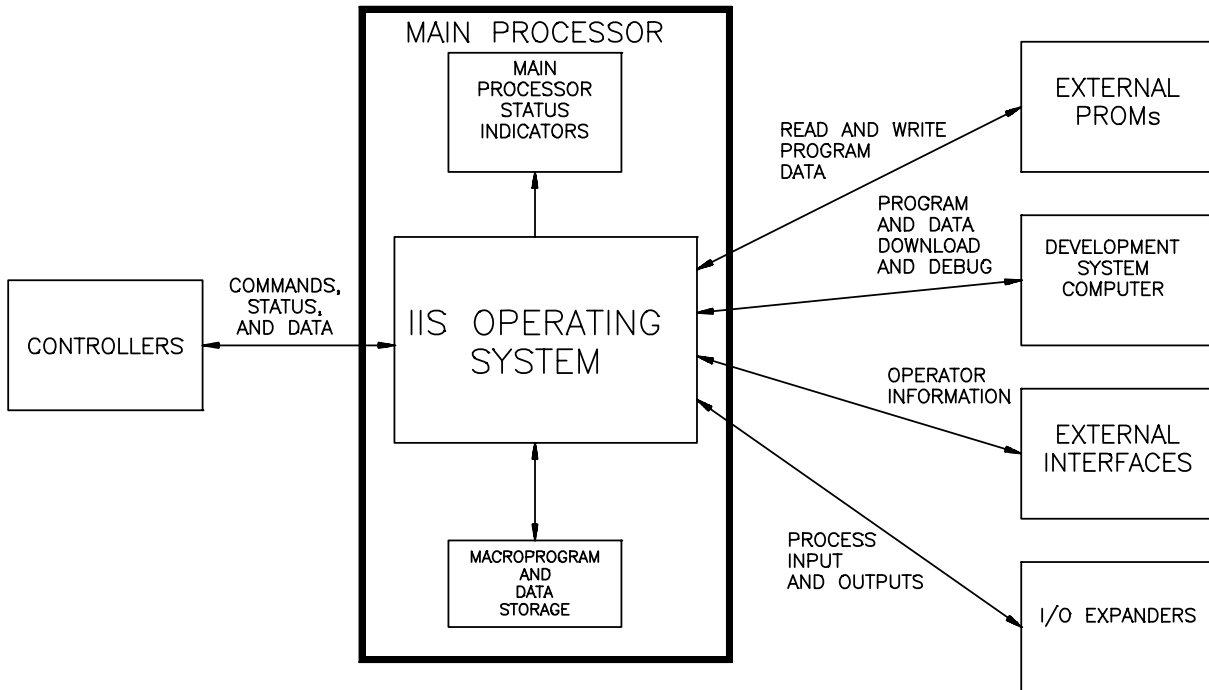 MAIN PROCESSOR
MAIN
PROCESSOR
STATUS
INDICATORS
EXTERNAL
PROMs
READ AND WRITE
PROGRAM
DATA
PROGRAM
AND DATA
DOWNLOAD
AND DEBUG
DEVELOPMENT
SYSTEM
COMPUTER
COMMANDS,
STATUS,
AND DATA
CONTROLLERS
IIS OPERATING
SYSTEM
OPERATOR
INFORMATION
EXTERNAL
INTERFACES
PROCESS
INPUT
AND OUTPUTS
MACROPROGRAM
AND
DATA
STORAGE
I/O EXPANDERS